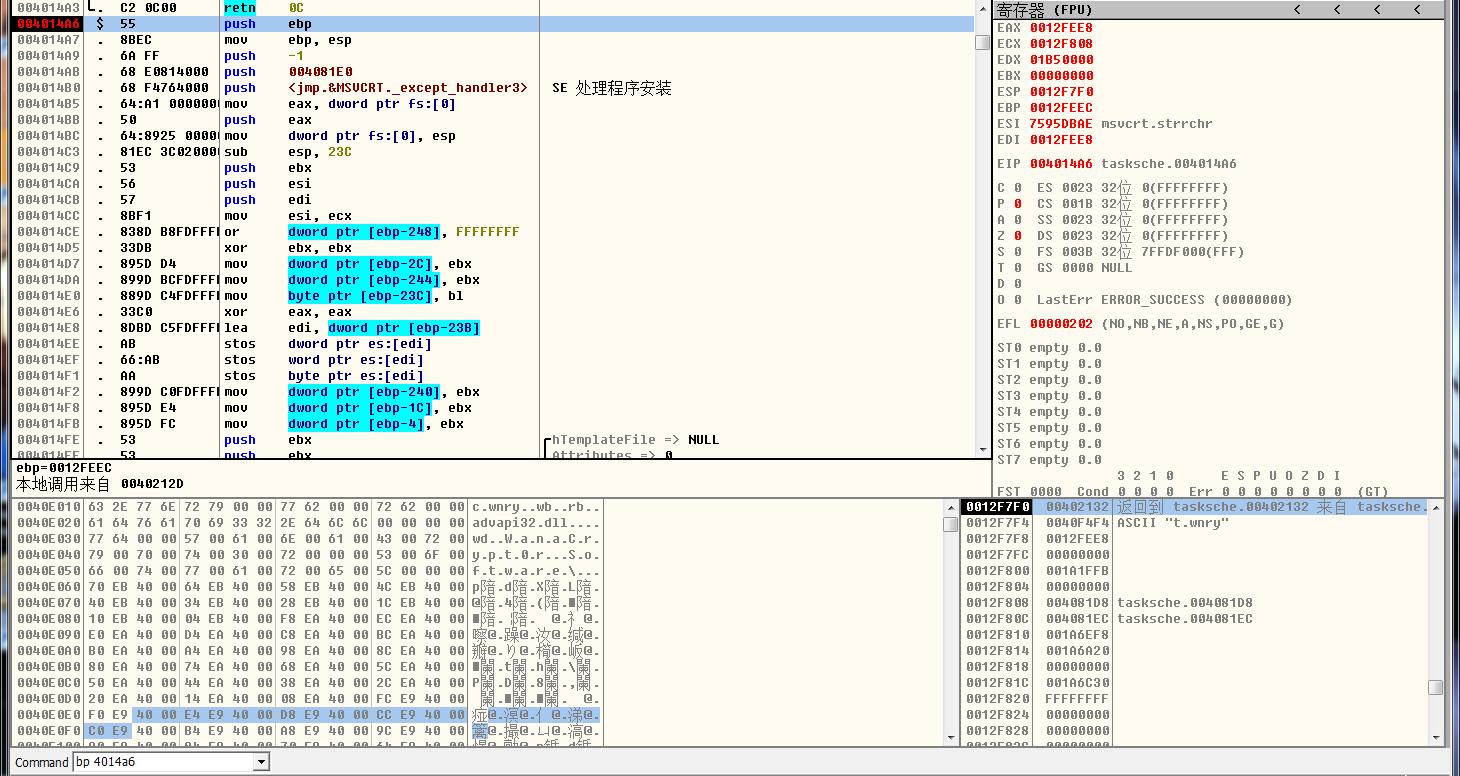 004014A3 └. C2 0C00 retn 0C
004014A6 $ 55 push ebp
004014A7 . 8BEC mov ebp, esp
004014A9 . 6A FF push -1
004014AB . 68 E0814000 push 004081E0
004014B0 . 68 F4764000 push <jmp.&MSVCRT._except_handler3> SE 处理程序安装
004014B5 . 64:A1 0000000 mov eax, dword ptr fs:[0]
004014BB . 50 push eax
004014BC . 64:8925 0000 mov dword ptr fs:[0], esp
004014C3 . 81EC 3C02000 sub esp, 23C
004014C9 . 53 push ebx
004014CA . 56 push esi
004014CB . 57 push edi
004014CC . 8BF1 mov esi, ecx
004014CE . 838D B8FDFFF or dword ptr [ebp-248], FFFFFFFF
004014D5 . 33DB xor ebx, ebx
004014D7 . 895D D4 mov dword ptr [ebp-2C], ebx
004014DA . 899D BCFDFFF mov dword ptr [ebp-244], ebx
004014E0 . 889D C4FDFFF mov byte ptr [ebp-23C], bl
004014E6 . 33C0 xor eax, eax
004014E8 . 8DBD C5FDFFF lea edi, dword ptr [ebp-23B]
004014EE . AB stos dword ptr es:[edi]
004014EF . 66:AB stos word ptr es:[edi]
004014F1 . AA stos byte ptr es:[edi]
004014F2 . 899D C0FDFFF mov dword ptr [ebp-240], ebx
004014F8 . 895D E4 mov dword ptr [ebp-1C], ebx
004014FB . 895D FC mov dword ptr [ebp-4], ebx
004014FE . 53 push ebx hTemplateFile => NULL
004014FF . 53 push ebx Attributes => 0
ebp=0012FEEC
本地调用来自 0040212D
寄存器 (FPU) < < < <
EAX 0012FEE8
ECX 0012F808
EDX 01B50000
EBX 00000000
ESP 0012F7F0
EBP 0012FEEC
ESI 7595DBAE msvcrt.strrchr
EDI 0012FEE8
EIP 004014A6 tasksche.004014A6
C 0 ES 0023 32位 0(FFFFFFFF)
P 0 CS 001B 32位 0(FFFFFFFF)
A 0 SS 0023 32位 0(FFFFFFFF)
Z 0 DS 0023 32位 0(FFFFFFFF)
S 0 FS 003B 32位 7FFDF000(FFF)
T 0 GS 0000 NULL
D 0
O 0 LastErr ERROR_SUCCESS (00000000)
EFL 00000202 (NO,NB,NE,A,NS,PO,GE,G)
ST0 empty 0.0
ST1 empty 0.0
ST2 empty 0.0
ST3 empty 0.0
ST4 empty 0.0
ST5 empty 0.0
ST6 empty 0.0
ST7 empty 0.0
3 2 1 0 E S P U O Z D I
FST 0000 Cond 0 0 0 0 Err 0 0 0 0 0 0 0 0 (GT)
0040E010 63 2E 77 6E 72 79 00 00 77 62 00 00 72 62 00 00 c.wnry..wb..rb..
0040E020 61 64 76 61 70 69 33 32 2E 64 6C 6C 00 00 00 00 advapi32.dll....
0040E030 77 64 00 00 57 00 61 00 6E 00 61 00 43 00 72 00 wd..W.a.n.a.C.r.
0040E040 79 00 70 00 74 00 30 00 72 00 00 00 53 00 6F 00 y.p.t.0.r...S.o.
0040E050 66 00 74 00 77 00 61 00 72 00 65 00 5C 00 00 00 f.t.w.a.r.e.\...
0040E060 70 EB 40 00 64 EB 40 00 58 EB 40 00 4C EB 40 00 p隌.d隌.X隌.L隌.
0040E070 40 EB 40 00 34 EB 40 00 28 EB 40 00 1C EB 40 00
0040E080 10 EB 40 00 04 EB 40 00 F8 EA 40 00 EC EA 40 00
0040E090 E0 EA 40 00 D4 EA 40 00 C8 EA 40 00 BC EA 40 00
0040E0A0 B0 EA 40 00 A4 EA 40 00 98 EA 40 00 8C EA 40 00
0040E0B0 80 EA 40 00 74 EA 40 00 68 EA 40 00 5C EA 40 00
0040E0C0 50 EA 40 00 44 EA 40 00 38 EA 40 00 2C EA 40 00
0040E0D0 20 EA 40 00 14 EA 40 00 08 EA 40 00 FC E9 40 00
0040E0E0 F0 E9 40 00 E4 E9 40 00 D8 E9 40 00 CC E9 40 00
0040E0F0 C0 E9 40 00 B4 E9 40 00 A8 E9 40 00 9C E9 40 00
0012F7F0 00402132 返回到 tasksche.00402132 来自 tasksche.
0012F7F4 0040F4F4 ASCII "t.wnry"
0012F7F8 0012FEE8
0012F7FC 00000000
0012F800 001A1FFB
0012F804 00000000
0012F808 004081D8 tasksche.004081D8
0012F80C 004081EC tasksche.004081EC
0012F810 001A6EF8
0012F814 001A6A20
0012F818 00000000
0012F81C 001A6C30
0012F820 FFFFFFFF
0012F824 00000000
0012F828 00000000
Command bp 4014a6